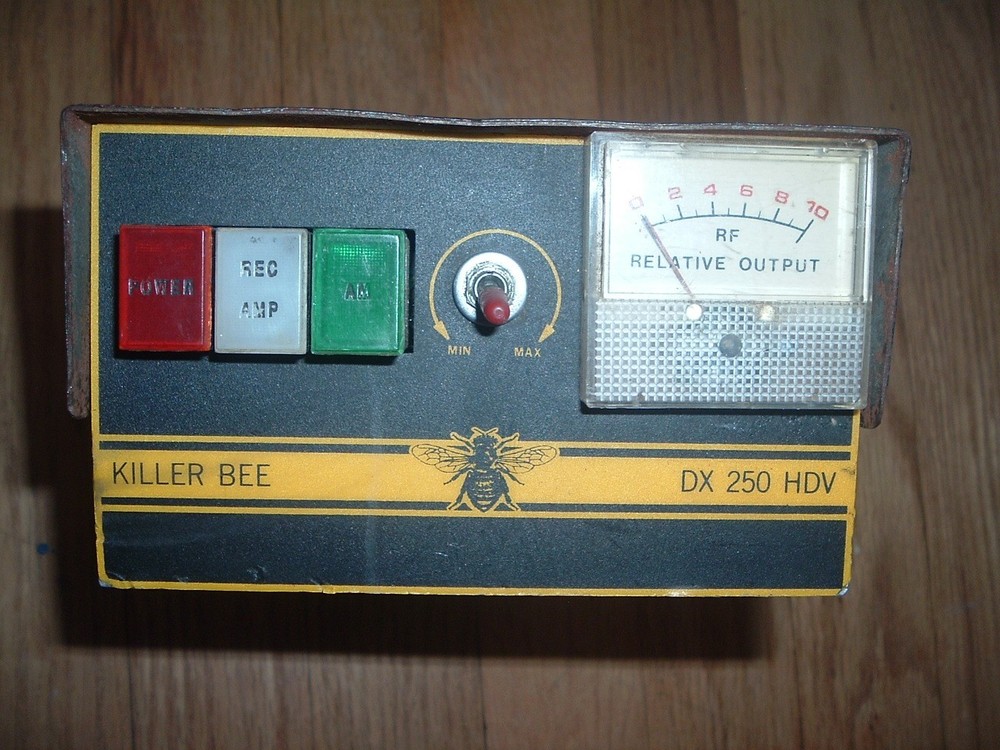 POWER
REC
AMP
AM
MIN
MAX
0 2 4 6 8 10
RF
RELATIVE OUTPUT
KILLER BEE
DX 250 HDV